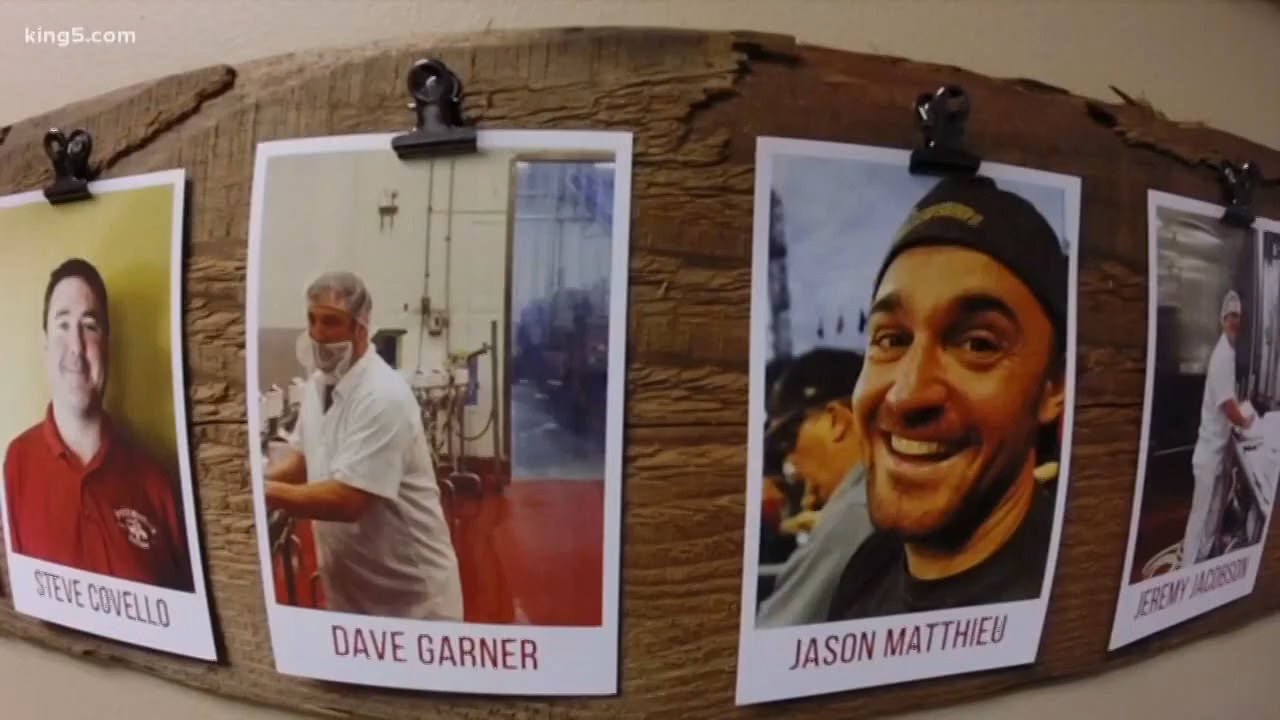 king5.com
STEVE COVELLO
DAVE GARNER
JASON MATTHIEU
JEREMY JACOBSON